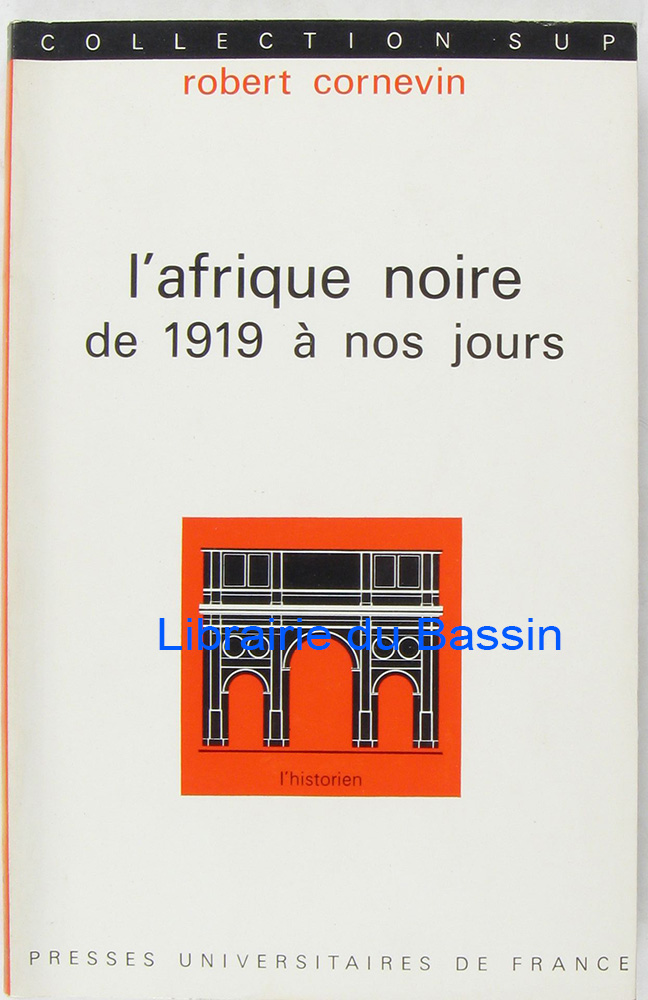 COLLECTION SUP
robert cornevin
l'afrique noire
de 1919 à nos jours
Librairie du Bassin
l'historien
PRESSES UNIVERSITAIRES DE FRANCE